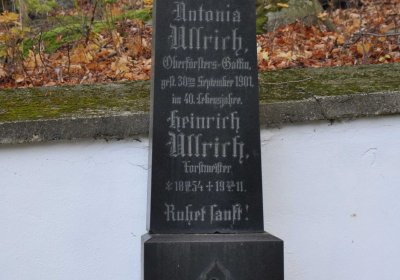 Antonia
Ullrich,
Oberförsters-Gattin,
gest. 30ten September 1901,
im 40. Lebensjahre.
Heinrich
Ullrich,
Forstmeister
Ruhet sanft!